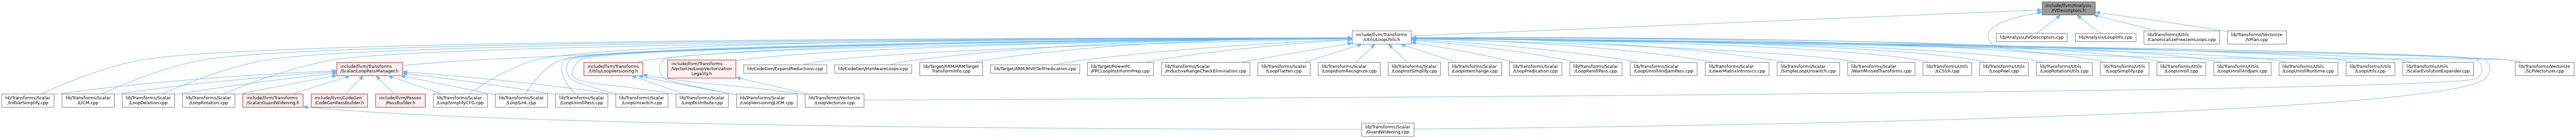 include/llvm/Analysis
/IVDescriptors.h
include/llvm/Transforms
/Utils/LoopUtils.h
lib/Analysis/IVDescriptors.cpp
lib/Analysis/LoopInfo.cpp
lib/Transforms/Utils
/CanonicalizeFreezeInLoops.cpp
lib/Transforms/Vectorize
/VPlan.cpp
include/llvm/Transforms
/Scalar/LoopPassManager.h
include/llvm/Transforms
/Utils/LoopVersioning.h
include/llvm/Transforms
/Vectorize/LoopVectorization
Legality.h
lib/CodeGen/ExpandReductions.cpp
lib/CodeGen/HardwareLoops.cpp
lib/Target/ARM/ARMTarget
TransformInfo.cpp
lib/Target/ARM/MVETailPredication.cpp
lib/Target/PowerPC
/PPCLoopInstrFormPrep.cpp
lib/Transforms/Scalar
/InductiveRangeCheckElimination.cpp
lib/Transforms/Scalar
/LoopFlatten.cpp
lib/Transforms/Scalar
/LoopIdiomRecognize.cpp
lib/Transforms/Scalar
/LoopInstSimplify.cpp
lib/Transforms/Scalar
/LoopInterchange.cpp
lib/Transforms/Scalar
/LoopPredication.cpp
lib/Transforms/Scalar
/LoopRerollPass.cpp
lib/Transforms/Scalar
/LoopUnrollAndJamPass.cpp
lib/Transforms/Scalar
/LowerMatrixIntrinsics.cpp
lib/Transforms/Scalar
/SimpleLoopUnswitch.cpp
lib/Transforms/Scalar
/WarnMissedTransforms.cpp
lib/Transforms/Utils
/LCSSA.cpp
lib/Transforms/Utils
/LoopPeel.cpp
lib/Transforms/Utils
/LoopRotationUtils.cpp
lib/Transforms/Utils
/LoopSimplify.cpp
lib/Transforms/Utils
/LoopUnroll.cpp
lib/Transforms/Utils
/LoopUnrollAndJam.cpp
lib/Transforms/Utils
/LoopUnrollRuntime.cpp
lib/Transforms/Utils
/LoopUtils.cpp
lib/Transforms/Utils
/ScalarEvolutionExpander.cpp
lib/Transforms/Vectorize
/SLPVectorizer.cpp
lib/Transforms/Scalar
/IndVarSimplify.cpp
lib/Transforms/Scalar
/LICM.cpp
lib/Transforms/Scalar
/LoopDeletion.cpp
lib/Transforms/Scalar
/LoopRotation.cpp
include/llvm/Transforms
/Scalar/GuardWidening.h
include/llvm/CodeGen
/CodeGenPassBuilder.h
include/llvm/Passes
/PassBuilder.h
lib/Transforms/Scalar
/LoopSimplifyCFG.cpp
lib/Transforms/Scalar
/LoopSink.cpp
lib/Transforms/Scalar
/LoopUnrollPass.cpp
lib/Transforms/Scalar
/LoopUnswitch.cpp
lib/Transforms/Scalar
/LoopDistribute.cpp
lib/Transforms/Scalar
/LoopVersioningLICM.cpp
lib/Transforms/Vectorize
/LoopVectorize.cpp
lib/Transforms/Scalar
/GuardWidening.cpp